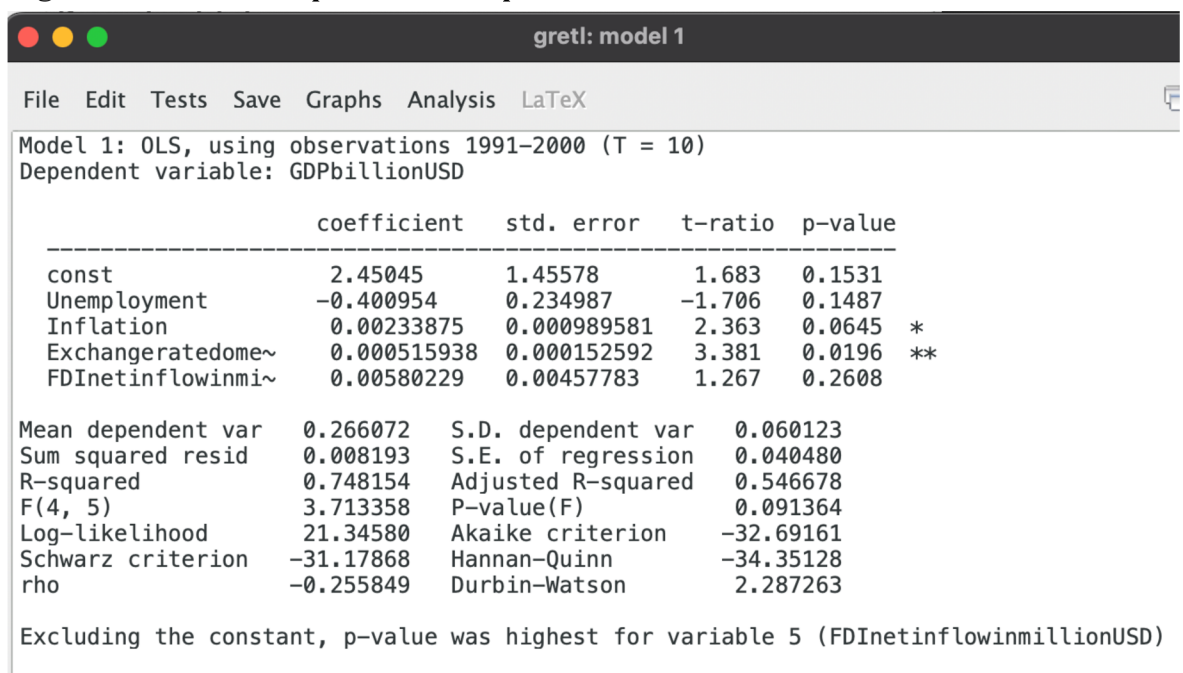 gretl: model 1
File Edit Tests Save Graphs Analysis LaTeX
Model 1: OLS, using observations 1991–2000 (T = 10)
Dependent variable: GDPbillionUSD
coefficient std. error t-ratio p-value
const 2.45045 1.45578 1.683 0.1531
Unemployment −0.400954 0.234987 −1.706 0.1487
Inflation 0.00233875 0.000989581 2.363 0.0645 *
Exchangeratedome~ 0.000515938 0.000152592 3.381 0.0196 **
FDInetinflowinmi~ 0.00580229 0.00457783 1.267 0.2608
Mean dependent var 0.266072 S.D. dependent var 0.060123
Sum squared resid 0.008193 S.E. of regression 0.040480
R-squared 0.748154 Adjusted R-squared 0.546678
F(4, 5) 3.713358 P-value(F) 0.091364
Log-likelihood 21.34580 Akaike criterion −32.69161
Schwarz criterion −31.17868 Hannan-Quinn −34.35128
rho −0.255849 Durbin-Watson 2.287263
Excluding the constant, p-value was highest for variable 5 (FDInetinflowinmillionUSD)